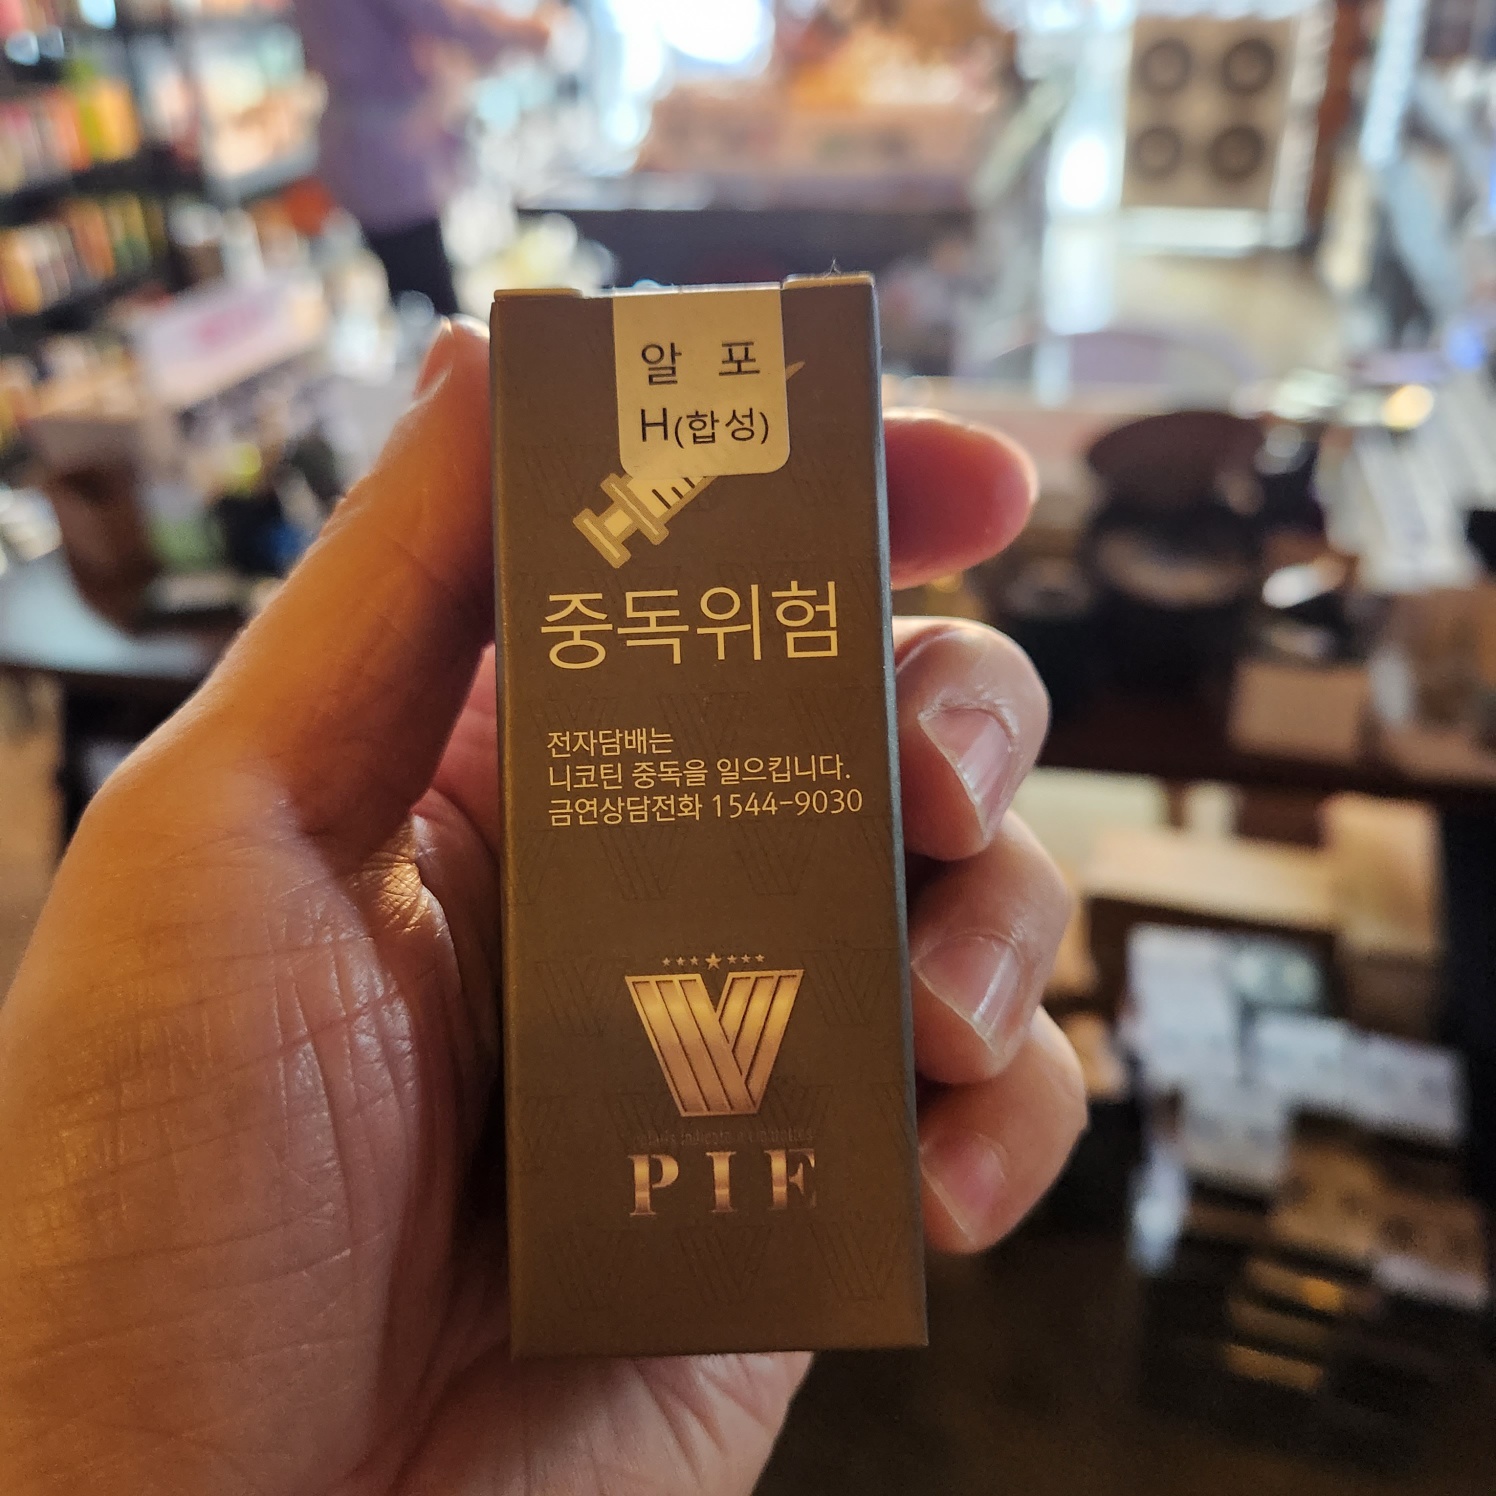 알 포
H(합성)
중독위험
전자담배는
니코틴 중독을 일으킵니다.
금연상담전화 1544-9030
PIE